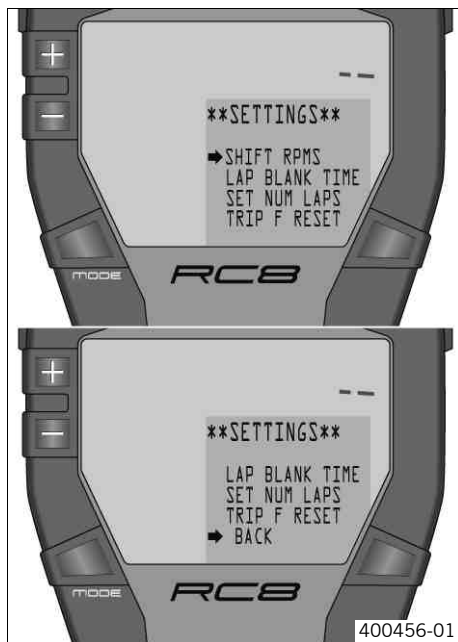 +
--
**SETTINGS**
➡SHIFT RPMS
LAP BLANK TIME
SET NUM LAPS
TRIP F RESET
MODE
RC8
+
--
**SETTINGS**
LAP BLANK TIME
SET NUM LAPS
TRIP F RESET
➡ BACK
MODE
RC8
400456-01